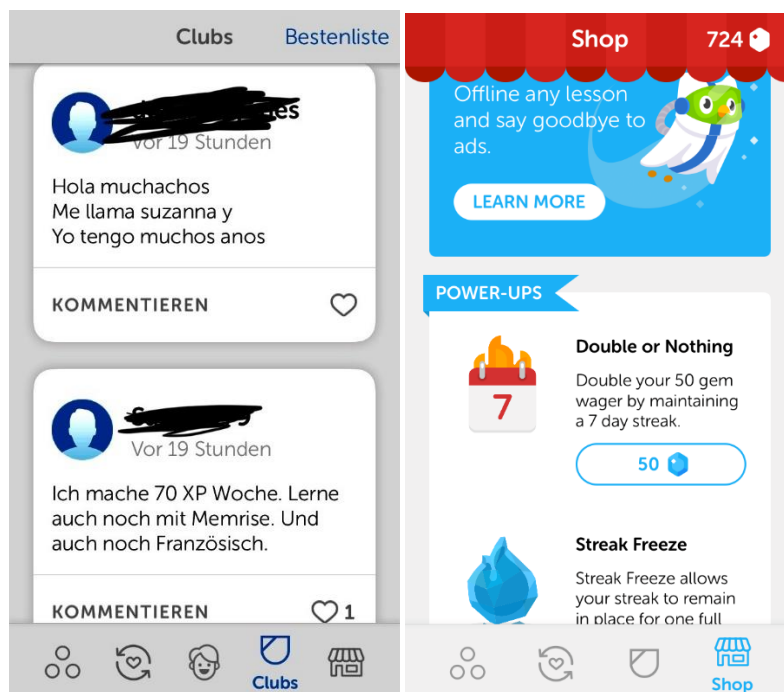 Clubs
Bestenliste
es
Vor 19 Stunden
Hola muchachos
Me llama suzanna y
Yo tengo muchos anos
KOMMENTIEREN
Vor 19 Stunden
Ich mache 70 XP Woche. Lerne
auch noch mit Memrise. Und
auch noch Französisch.
KOMMENTIEREN
1
Clubs
Shop
724
Offline any lesson
and say goodbye to
ads.
LEARN MORE
POWER-UPS
Double or Nothing
7
Double your 50 gem
wager by maintaining
a 7 day streak.
50
Streak Freeze
Streak Freeze allows
your streak to remain
in place for one full
Shop